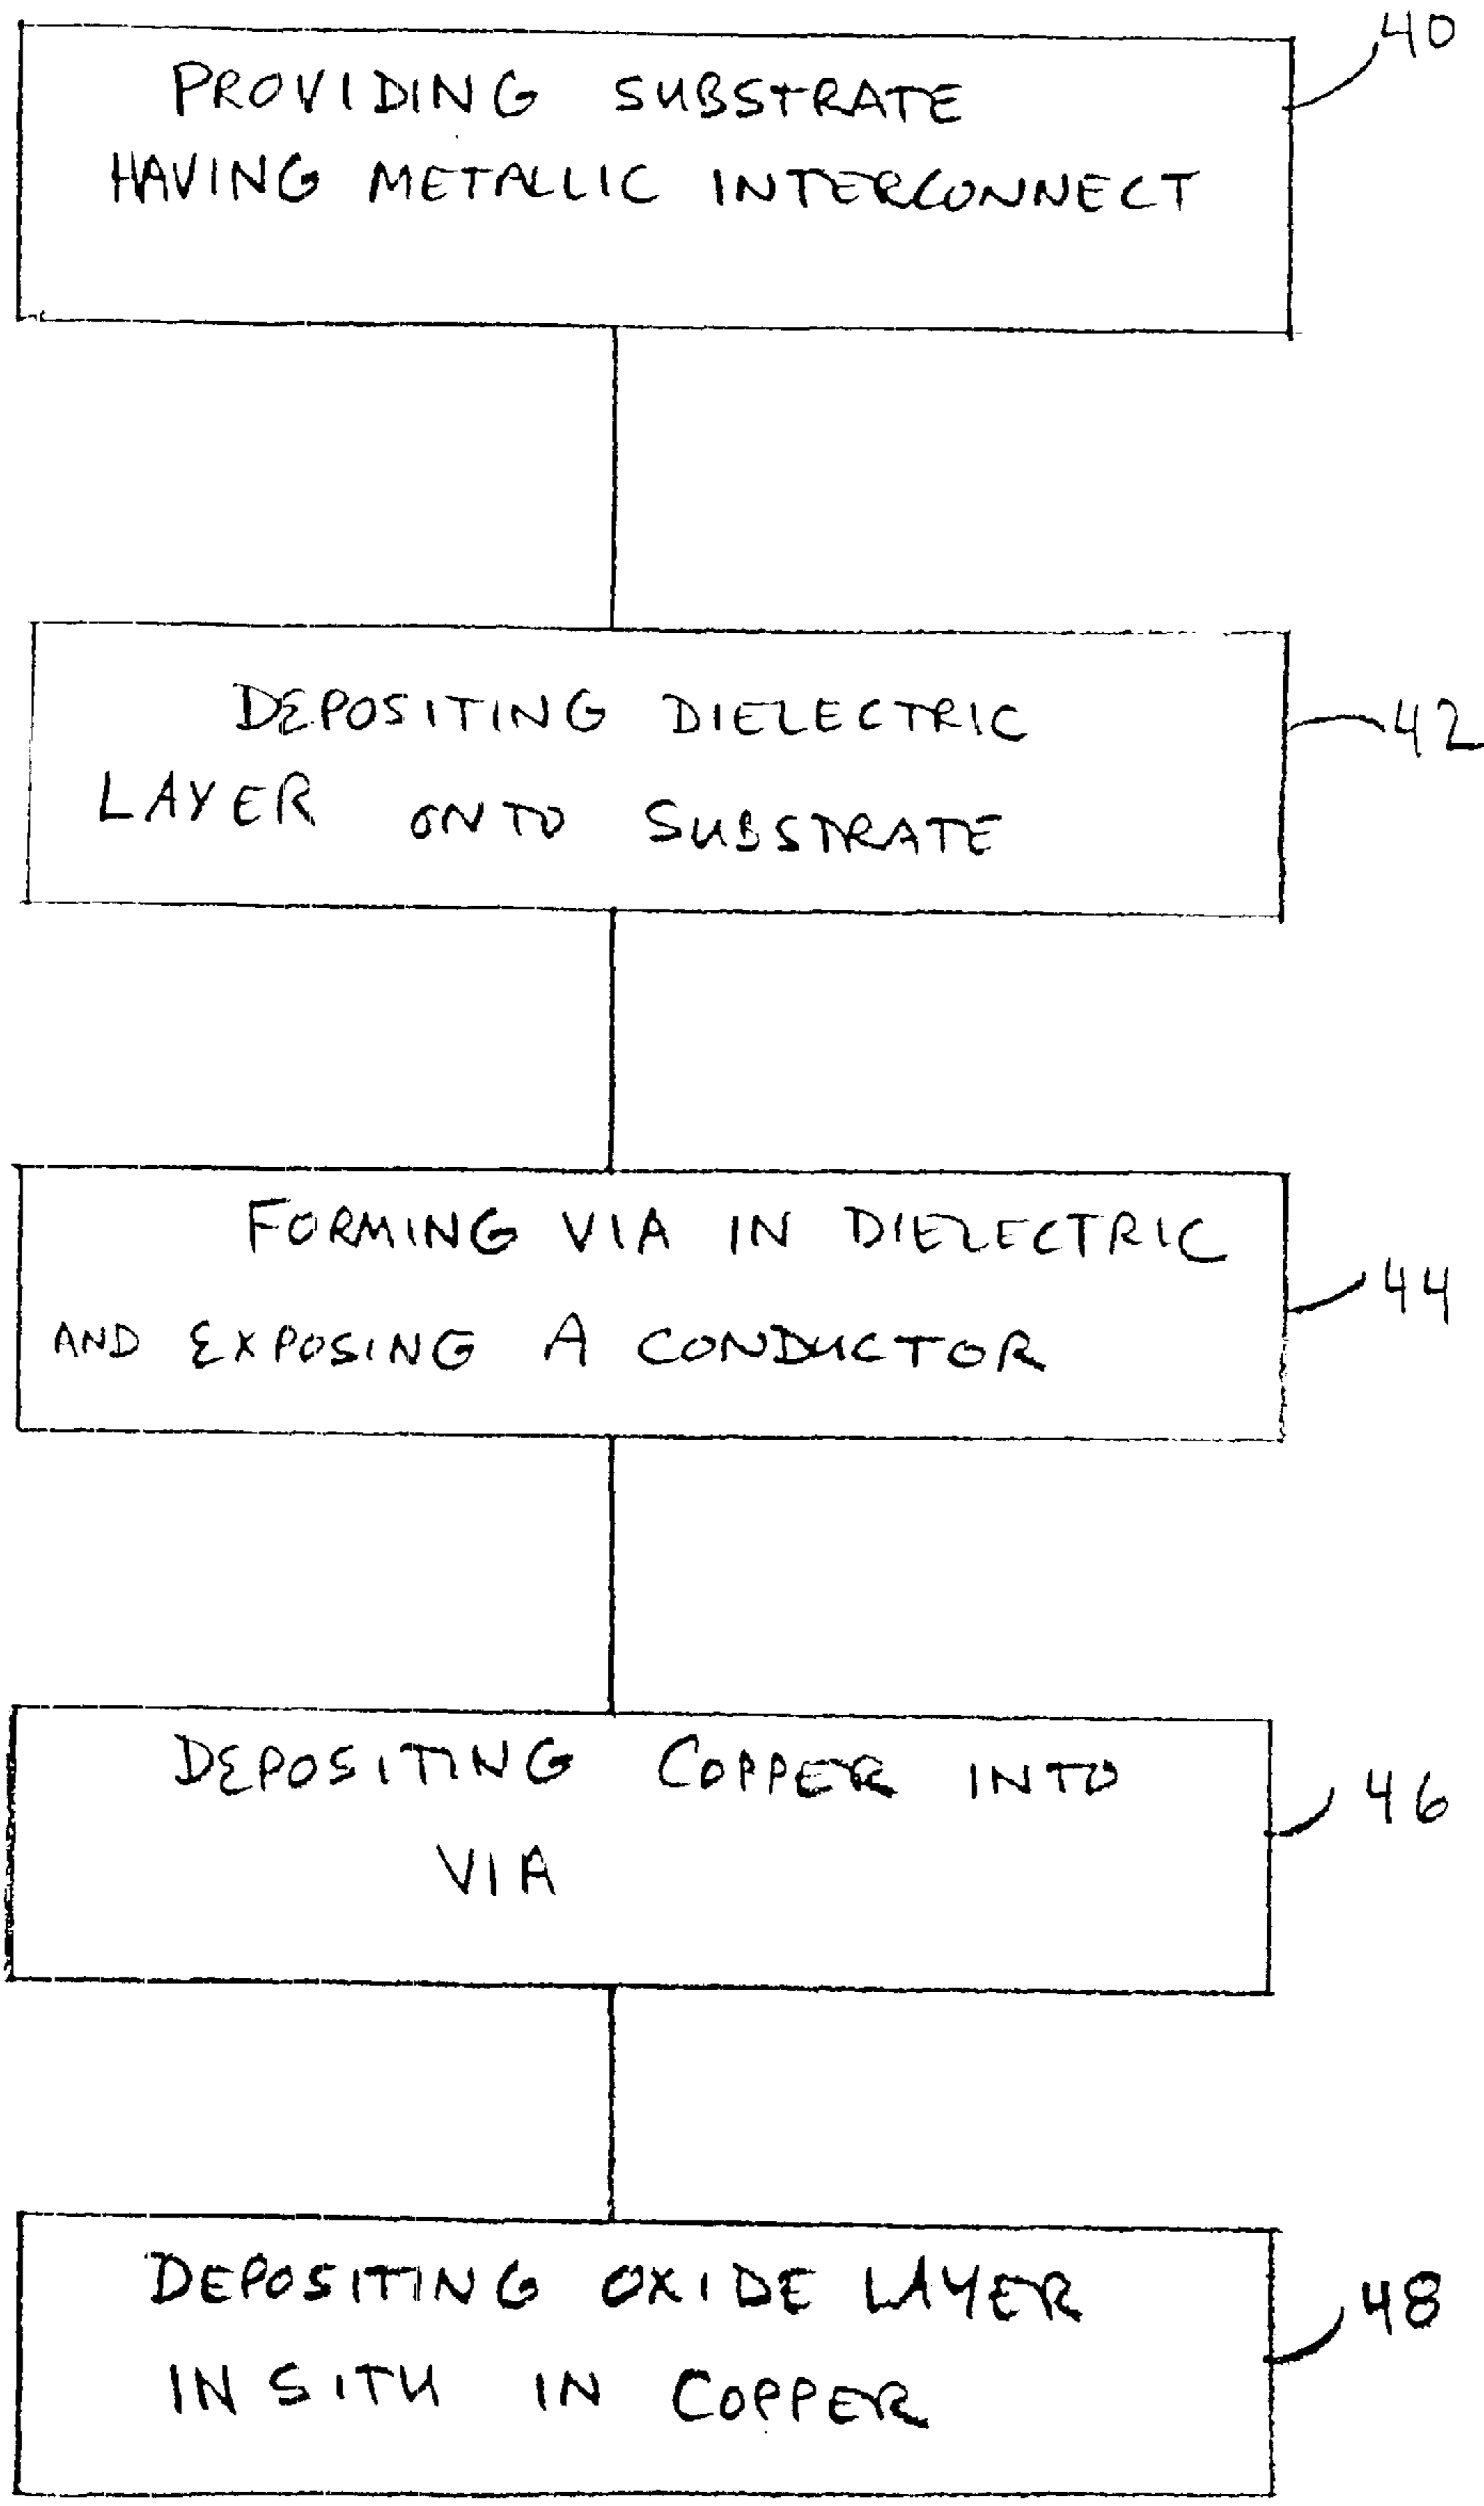 40
PROVIDING SUBSTRATE
HAVING METALLIC INTERCONNECT
DEPOSITING DIELECTRIC
42
LAYER ONTO SUBSTRATE
FORMING VIA IN DIELECTRIC
44
AND EXPOSING A CONDUCTOR
DEPOSITING COPPER INTO
46
VIA
DEPOSITING OXIDE LAYER
48
IN SITU IN COPPER